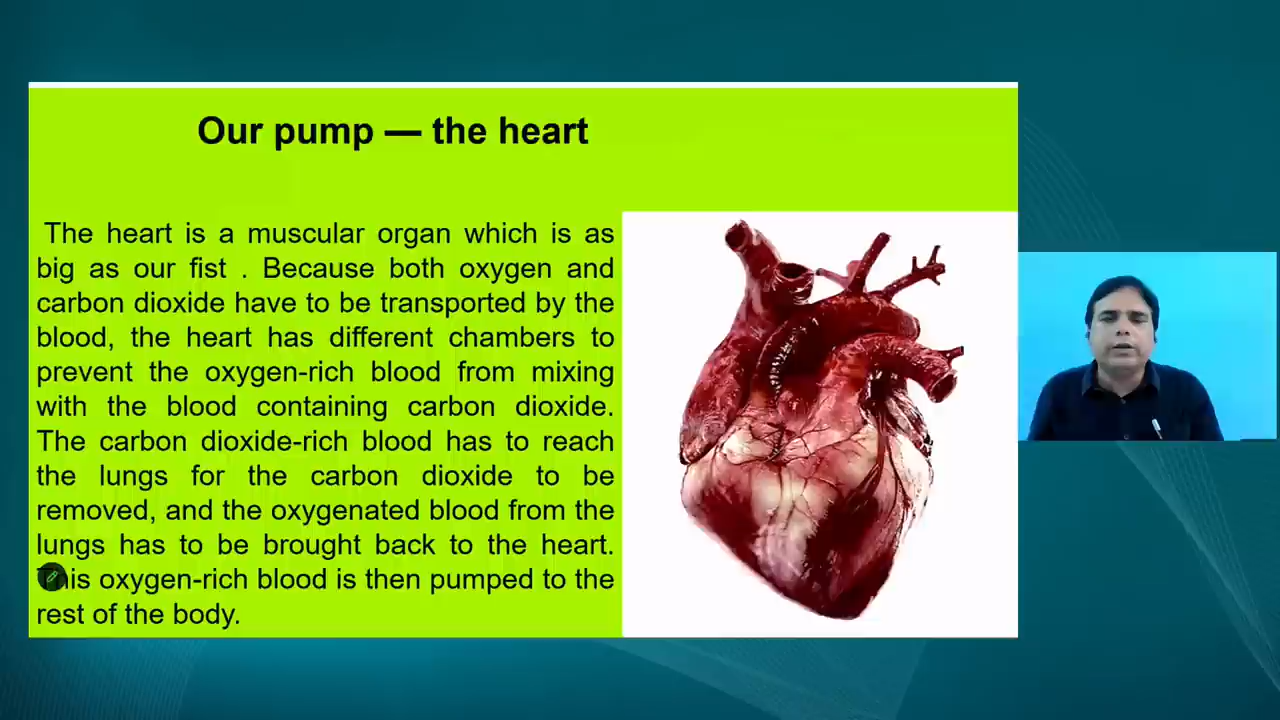 Our pump — the heart
The heart is a muscular organ which is as
big as our fist . Because both oxygen and
carbon dioxide have to be transported by the
blood, the heart has different chambers to
prevent the oxygen-rich blood from mixing
with the blood containing carbon dioxide.
The carbon dioxide-rich blood has to reach
the lungs for the carbon dioxide to be
removed, and the oxygenated blood from the
lungs has to be brought back to the heart.
This oxygen-rich blood is then pumped to the
rest of the body.